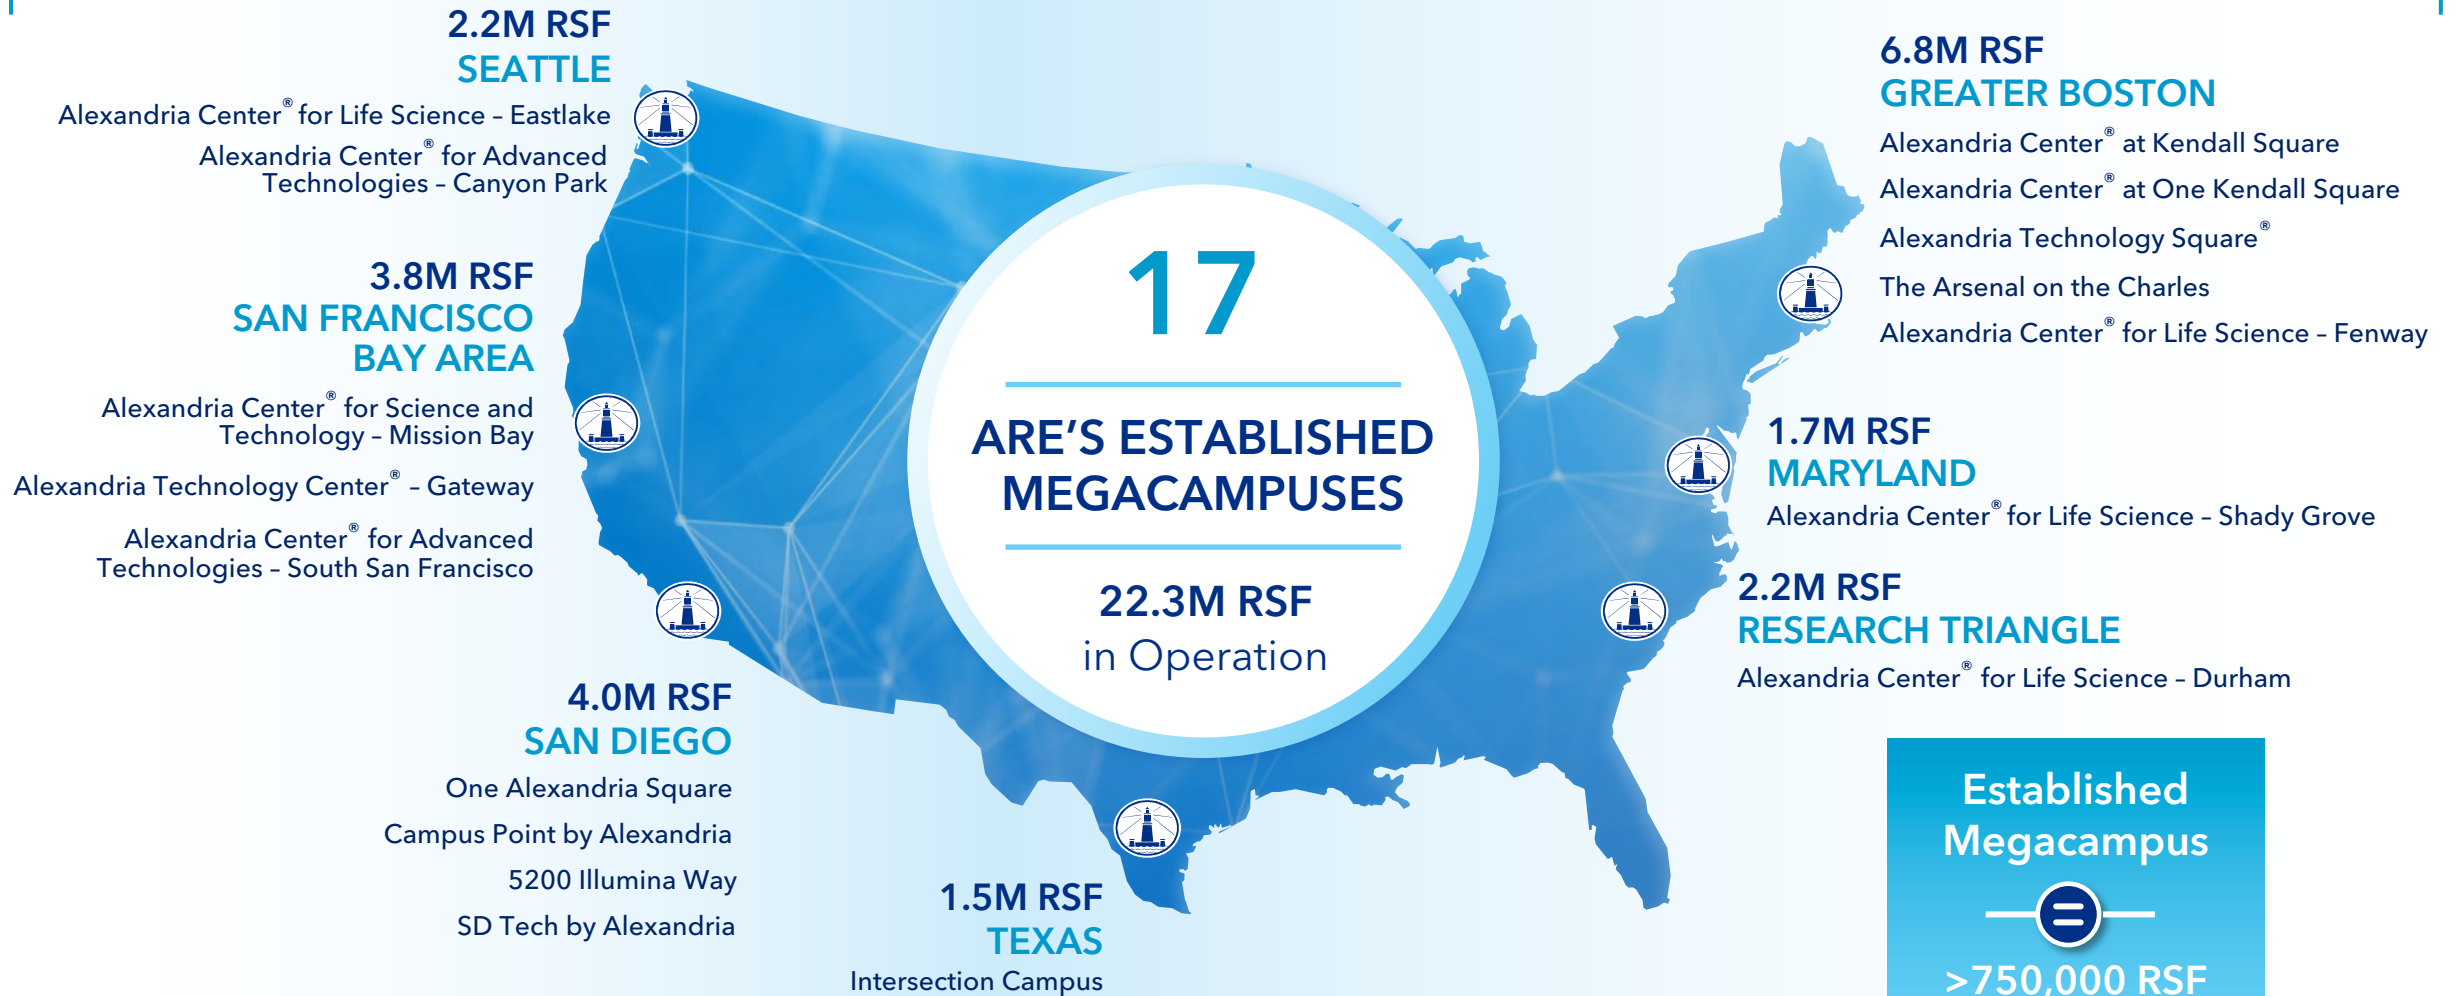 2.2M RSF
SEATTLE
Alexandria Center® for Life Science – Eastlake
Alexandria Center® for Advanced
Technologies – Canyon Park
3.8M RSF
SAN FRANCISCO
BAY AREA
Alexandria Center® for Science and
Technology – Mission Bay
Alexandria Technology Center® – Gateway
Alexandria Center® for Advanced
Technologies – South San Francisco
4.0M RSF
SAN DIEGO
One Alexandria Square
Campus Point by Alexandria
5200 Illumina Way
SD Tech by Alexandria
1.5M RSF
TEXAS
Intersection Campus
17
ARE’S ESTABLISHED
MEGACAMPUSES
22.3M RSF
in Operation
6.8M RSF
GREATER BOSTON
Alexandria Center® at Kendall Square
Alexandria Center® at One Kendall Square
Alexandria Technology Square®
The Arsenal on the Charles
Alexandria Center® for Life Science – Fenway
1.7M RSF
MARYLAND
Alexandria Center® for Life Science – Shady Grove
2.2M RSF
RESEARCH TRIANGLE
Alexandria Center® for Life Science – Durham
Established
Megacampus
=
>750,000 RSF